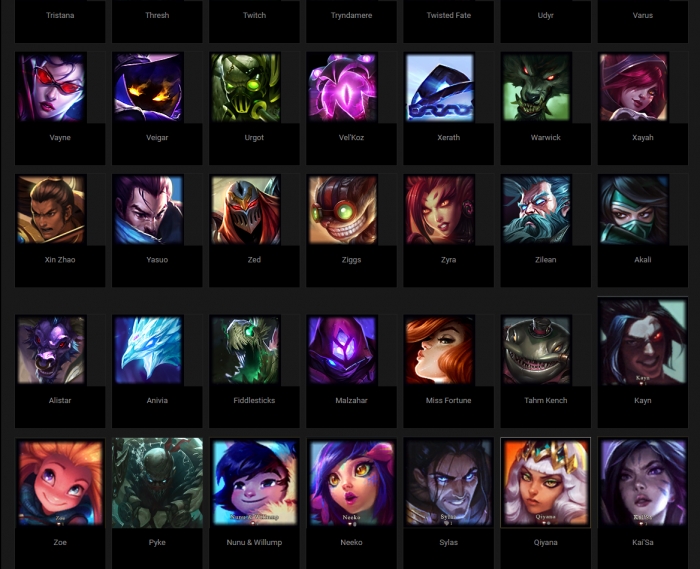 Tristana
Thresh
Twitch
Tryndamere
Twisted Fate
Udyr
Varus
Vayne
Veigar
Urgot
Vel'Koz
Xerath
Warwick
Xayah
Xin Zhao
Yasuo
Zed
Ziggs
Zyra
Zilean
Akali
Kayn
Alistar
Anivia
Fiddlesticks
Malzahar
Miss Fortune
Tahm Kench
Kayn
Zoe
Nunu & Willump
Neeko
Sylas
Qiyana
Kai'Sa
Zoe
Pyke
Nunu & Willump
Neeko
Sylas
Qiyana
Kai'Sa